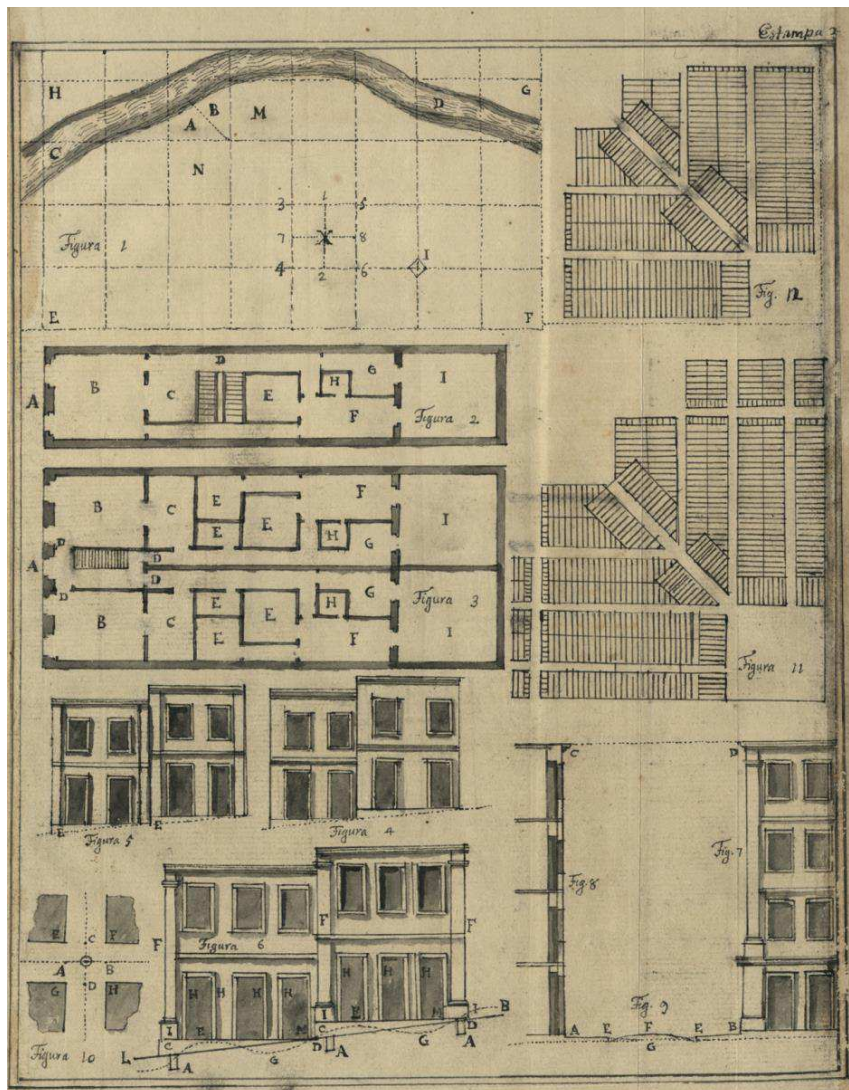 Estampa 2
H G
B M D
A
C
N
1
3 5
7 8
I
4 6
2
Figura 1
E F
Fig. 12
D
G
A B C E H I
F
Figura 2
B C E F
E E
H G I
D
D
A
D
D
G
E H Figura 3
B C E
E F I
Figura 11
E E
Figura 5 Figura 4
C D
Fig. 7
Fig. 8
E C F
A B
D
G H
Figura 10
F F F
Figura 6
H H H H H H H
I E M I E M I B
C D C D
L A G A G A
Fig. 9
A E F E B
G